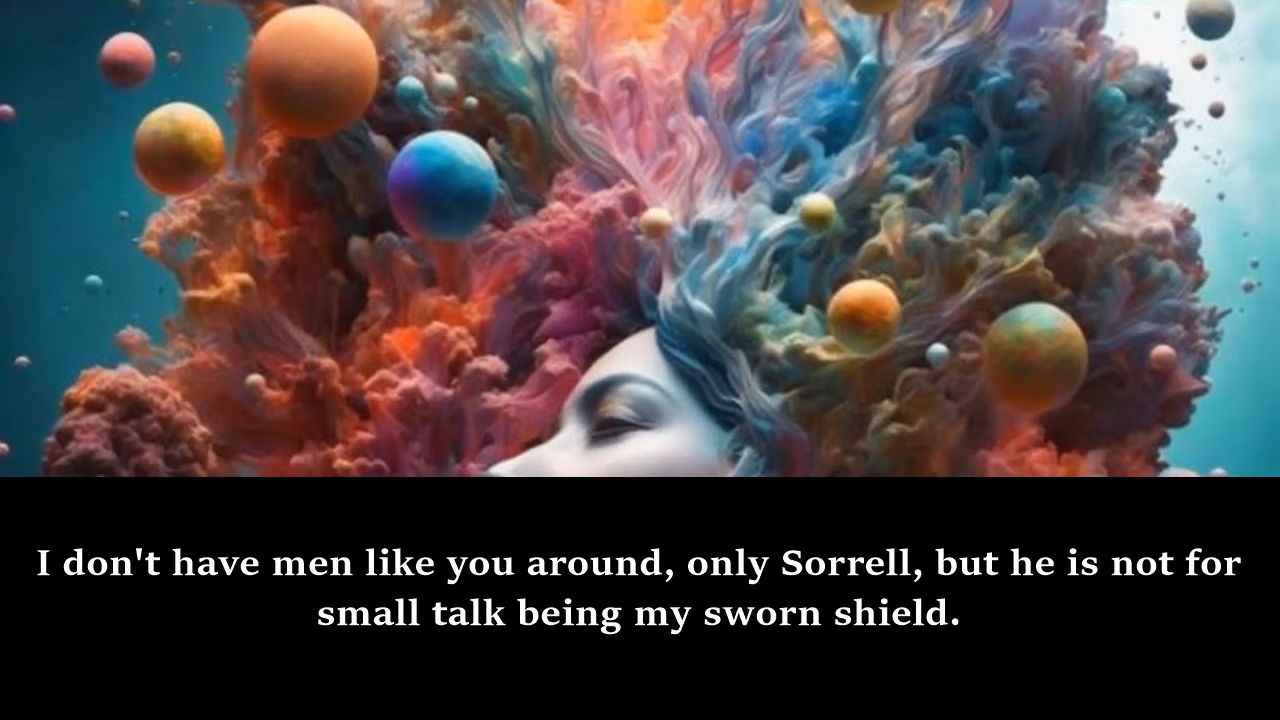 I don't have men like you around, only Sorrell, but he is not for
small talk being my sworn shield.